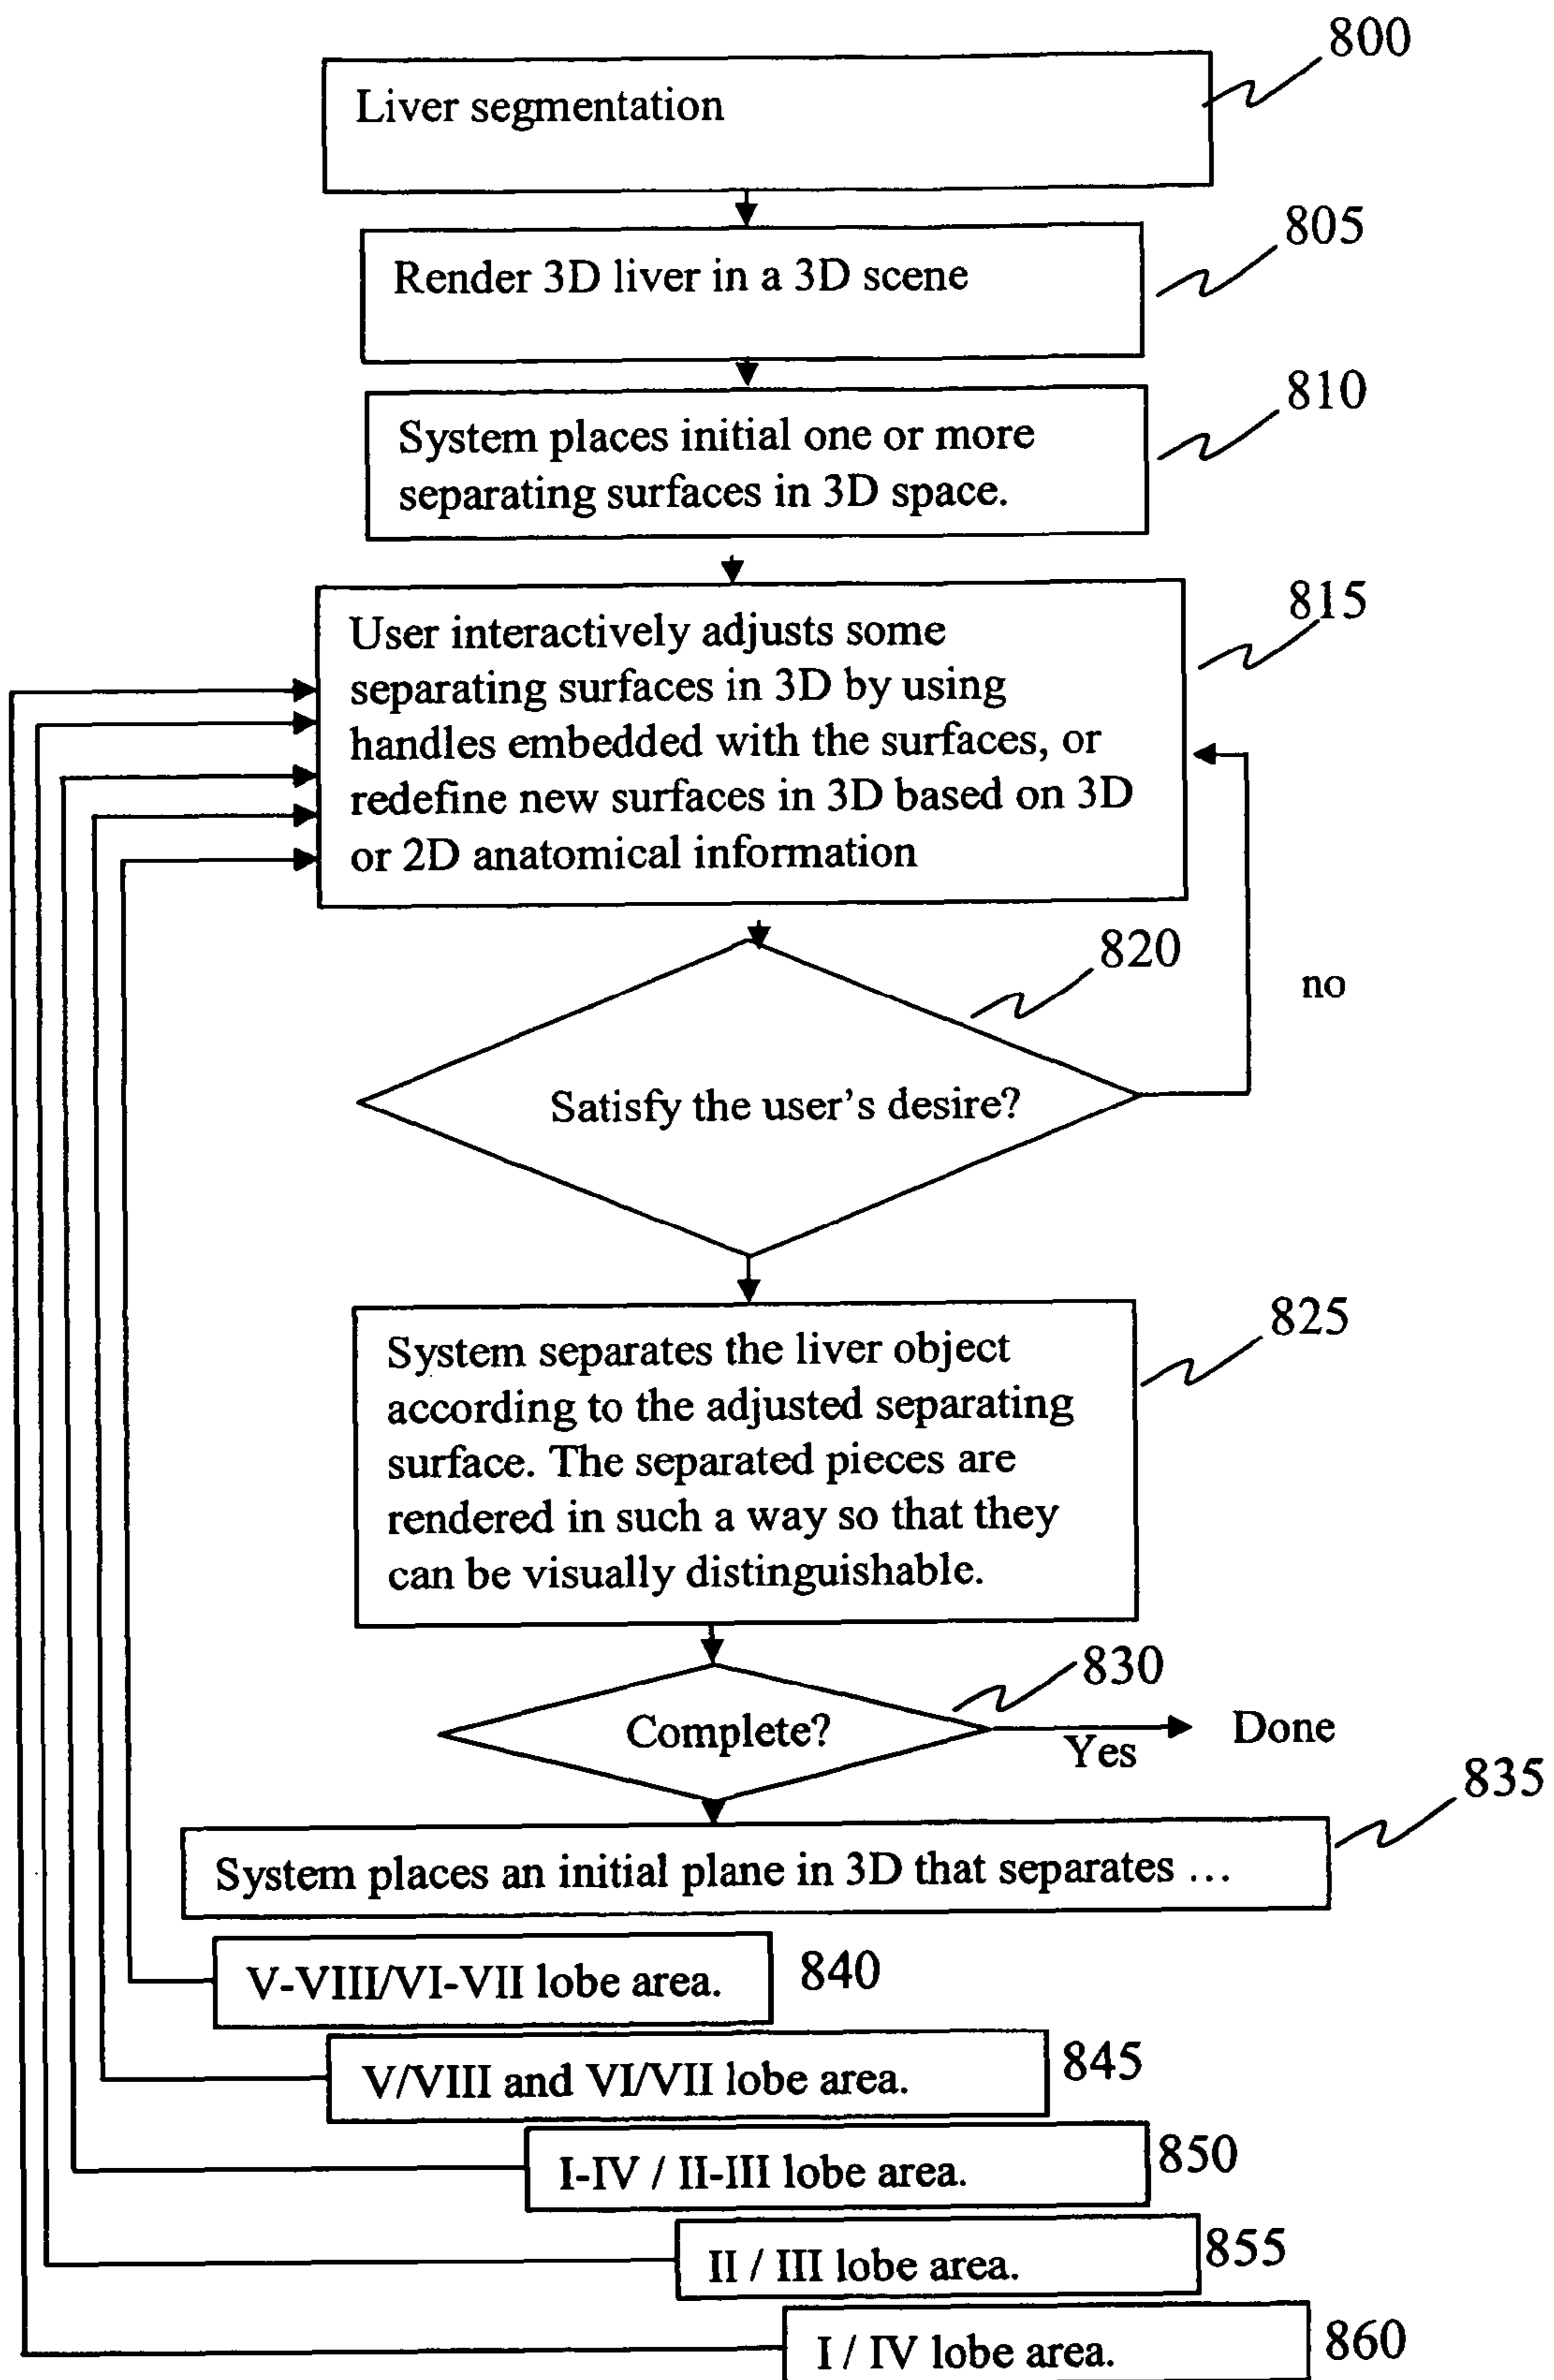 800
Liver segmentation
805
Render 3D liver in a 3D scene
810
System places initial one or more
separating surfaces in 3D space.
815
User interactively adjusts some
separating surfaces in 3D by using
handles embedded with the surfaces, or
redefine new surfaces in 3D based on 3D
or 2D anatomical information
820
no
Satisfy the user's desire?
825
System separates the liver object
according to the adjusted separating
surface. The separated pieces are
rendered in such a way so that they
can be visually distinguishable.
830
Complete?
Yes
Done
835
System places an initial plane in 3D that separates ...
V-VIII/VI-VII lobe area.
840
V/VIII and VI/VII lobe area.
845
I-IV / II-III lobe area.
850
II / III lobe area.
855
I / IV lobe area.
860